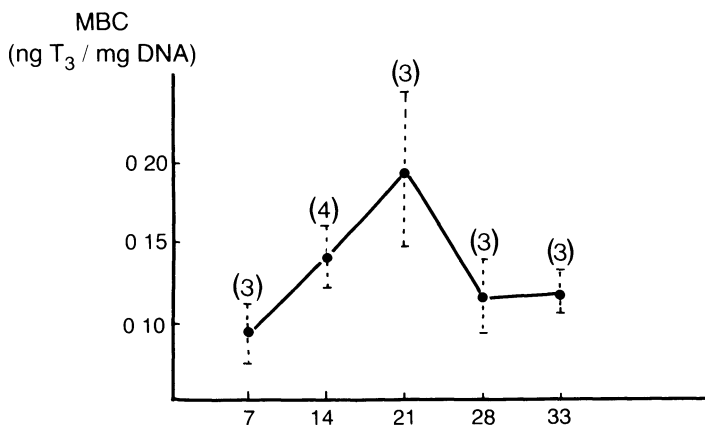 MBC
(ng T₃ / mg DNA)
(3)
0 20
(4)
0 15
(3)
(3)
(3)
0 10
7 14 21 28 33